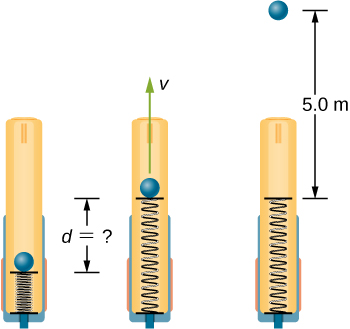 v
5.0 m
d = ?